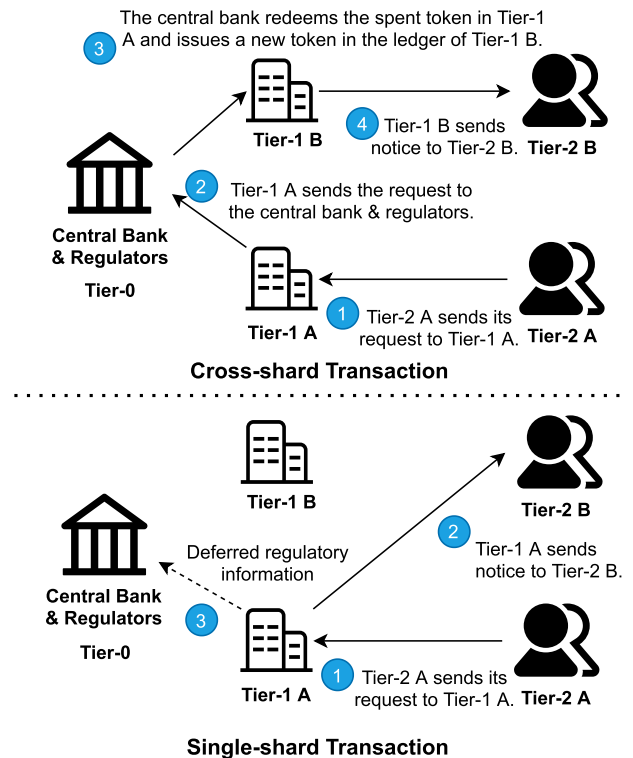 The central bank redeems the spent token in Tier-1
3
A and issues a new token in the ledger of Tier-1 B.
Tier-1 B
4
Tier-1 B sends
notice to Tier-2 B.
Tier-2 B
2
Tier-1 A sends the request to
the central bank & regulators.
Central Bank
& Regulators
Tier-0
Tier-1 A
1
Tier-2 A sends its
request to Tier-1 A.
Tier-2 A
Cross-shard Transaction
Tier-1 B
Tier-2 B
2
Tier-1 A sends
notice to Tier-2 B.
Deferred regulatory
information
Central Bank
& Regulators
Tier-0
3
Tier-1 A
1
Tier-2 A sends its
request to Tier-1 A.
Tier-2 A
Single-shard Transaction